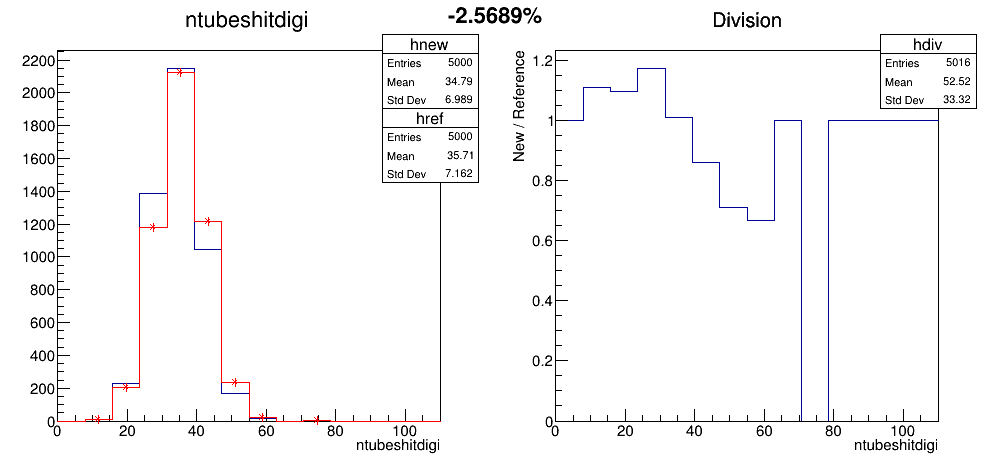 -2.5689%
ntubeshitdigi
hnew
Entries 5000
Mean 34.79
Std Dev 6.989
href
Entries 5000
Mean 35.71
Std Dev 7.162
2200
2000
1800
1600
1400
1200
1000
800
600
400
200
0
0 20 40 60 80 100
ntubeshitdigi
Division
hdiv
Entries 5016
Mean 52.52
Std Dev 33.32
New / Reference
1.2
1
0.8
0.6
0.4
0.2
0
0 20 40 60 80 100
ntubeshitdigi